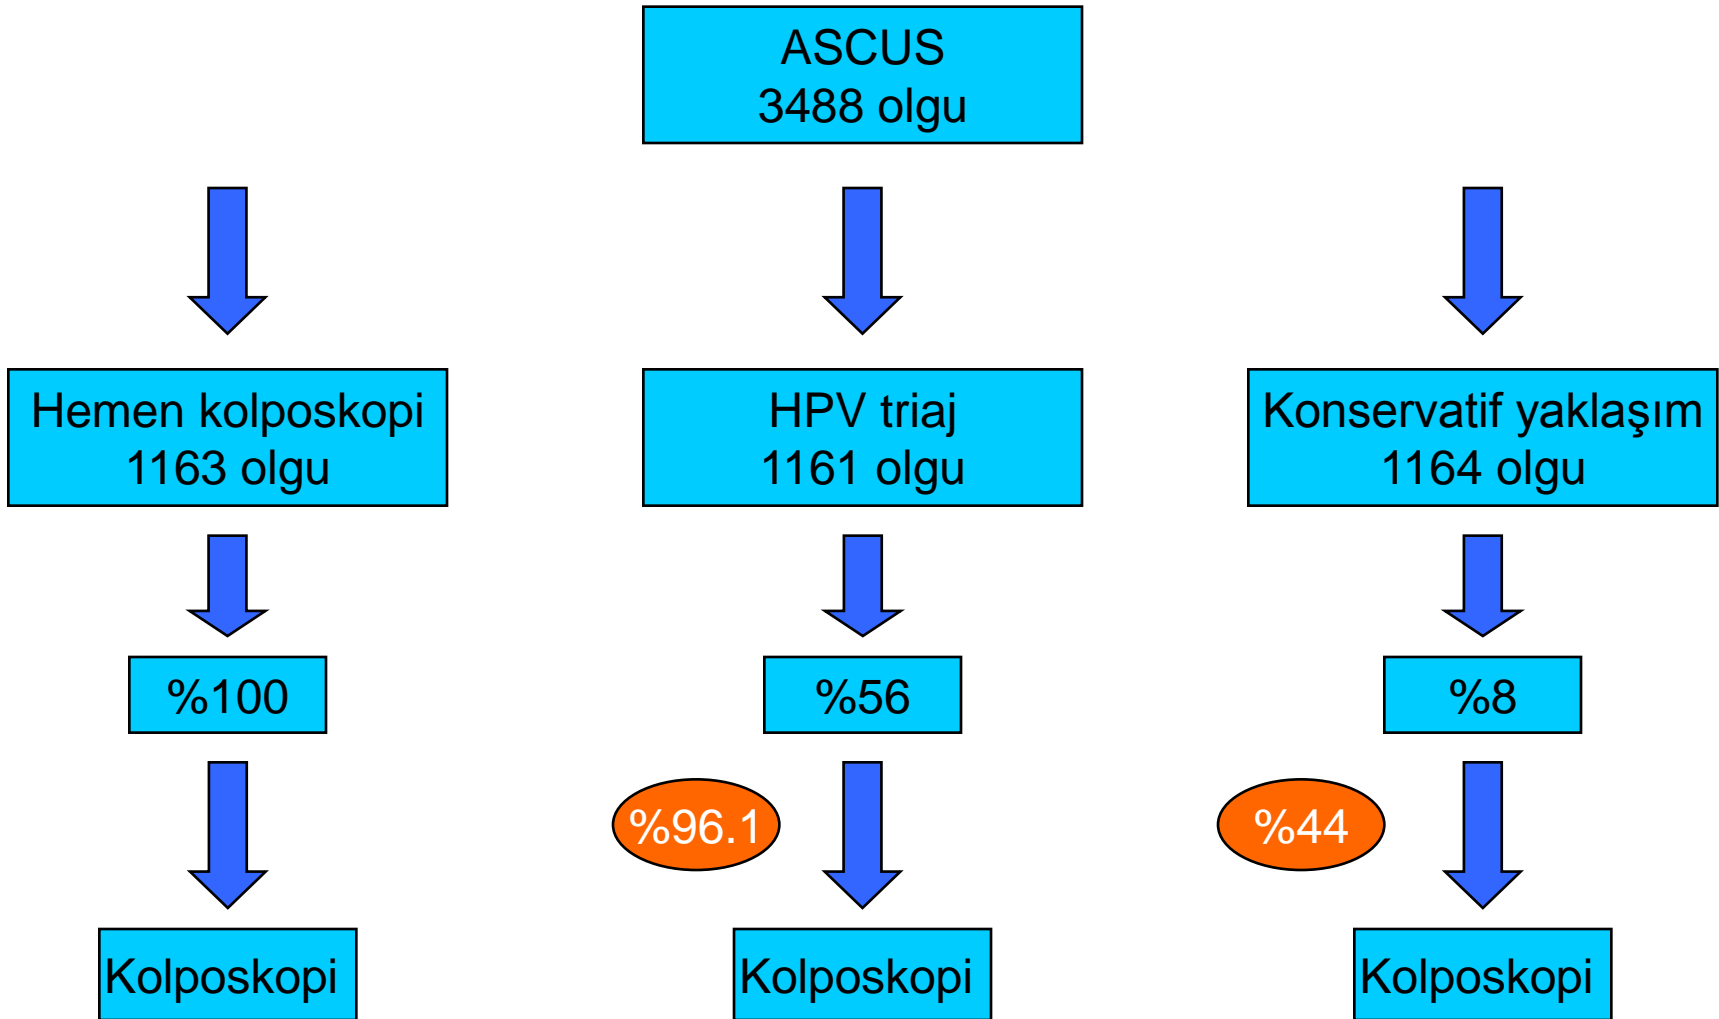 ASCUS
3488 olgu
Hemen kolposkopi
1163 olgu
HPV triaj
1161 olgu
Konservatif yaklaşım
1164 olgu
%100
%56
%8
%96.1
%44
Kolposkopi
Kolposkopi
Kolposkopi